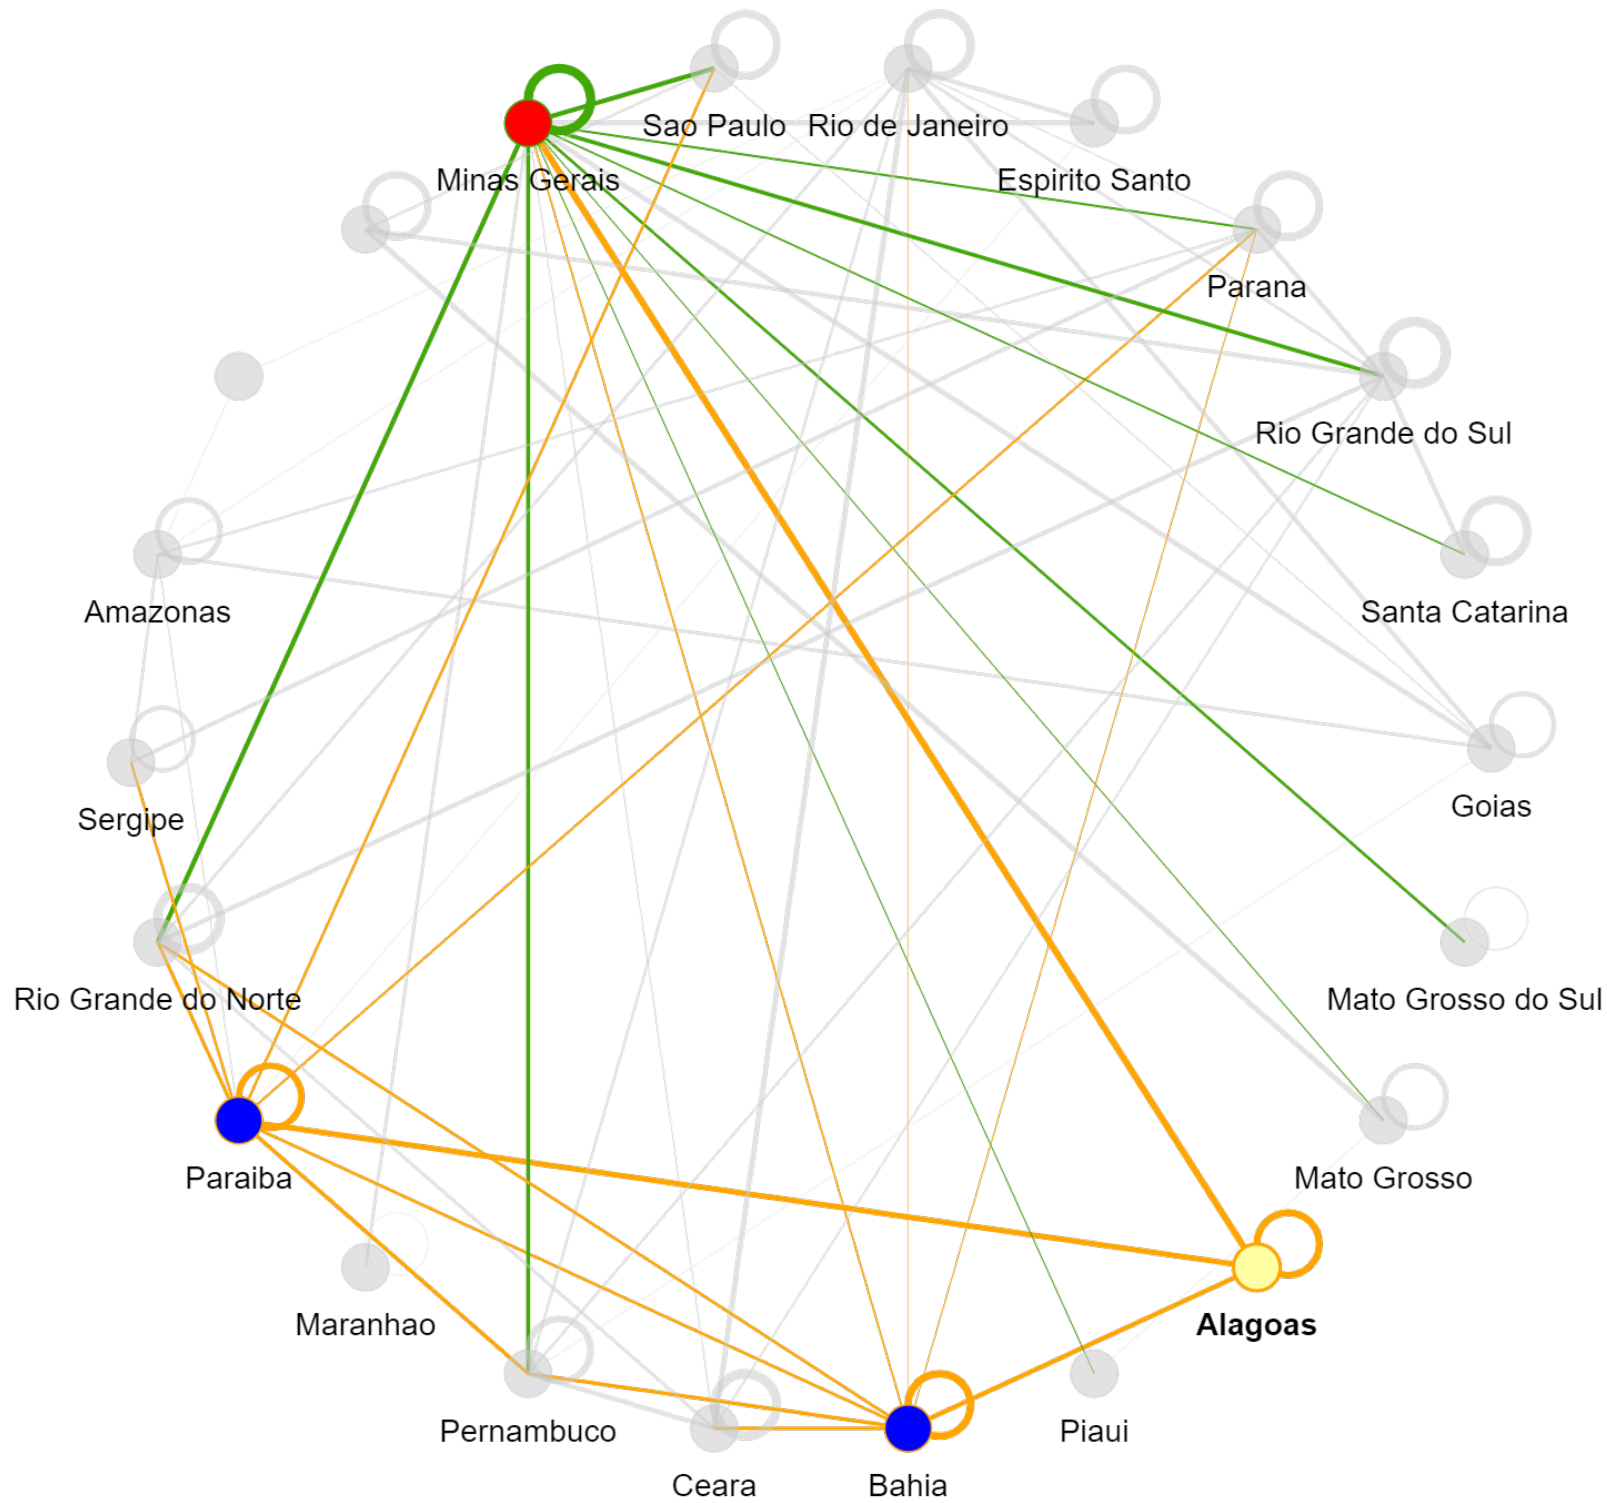 Sao Paulo
Rio de Janeiro
Minas Gerais
Espirito Santo
Parana
Rio Grande do Sul
Amazonas
Santa Catarina
Goias
Sergipe
Rio Grande do Norte
Mato Grosso do Sul
Paraiba
Mato Grosso
Maranhao
Alagoas
Pernambuco
Piaui
Ceara
Bahia